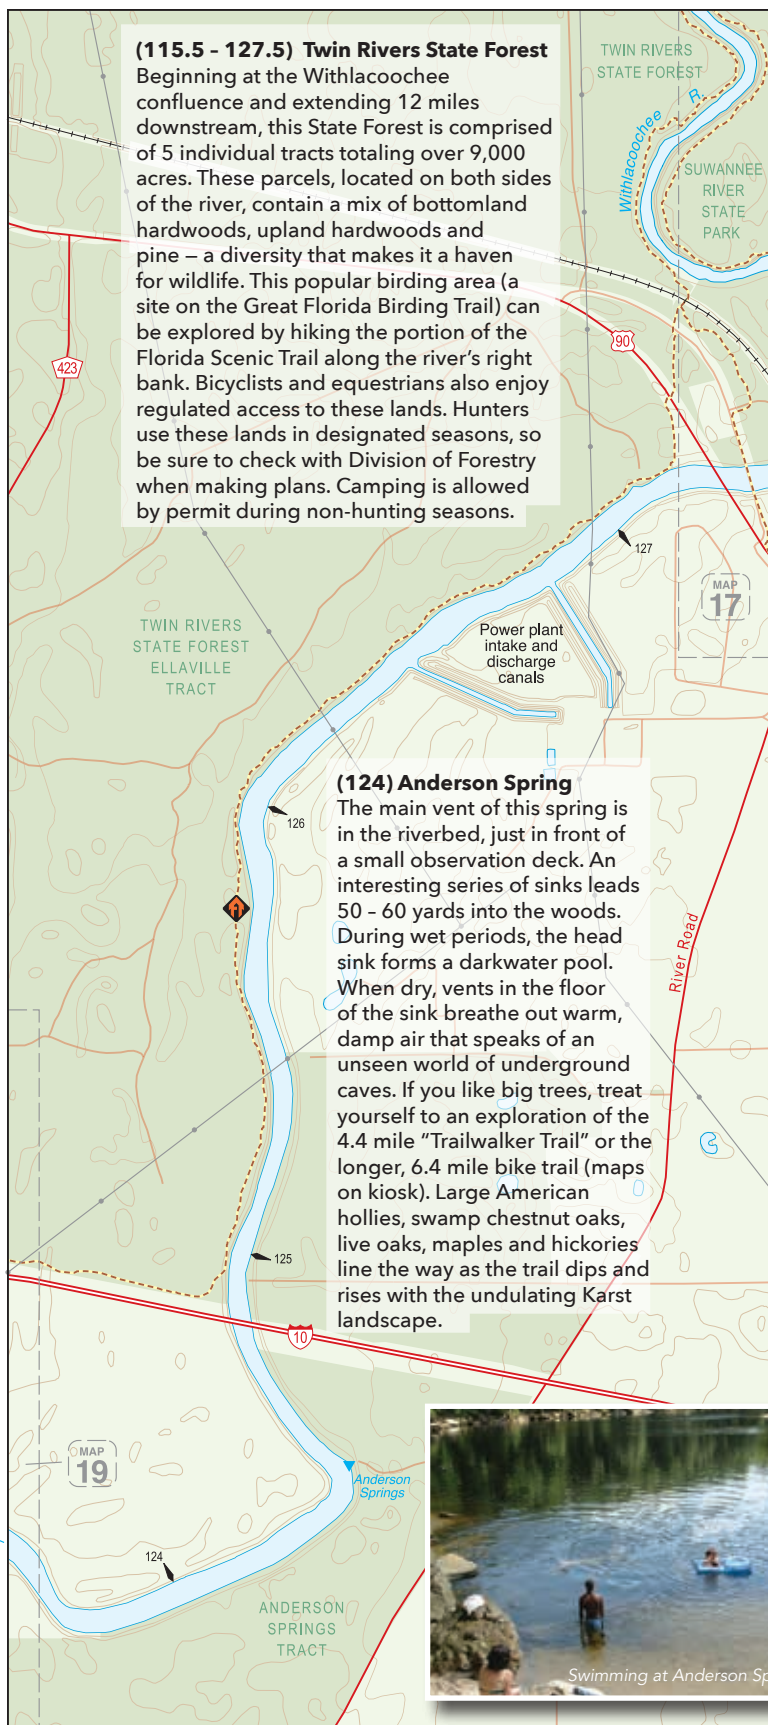 (115.5 – 127.5) Twin Rivers State Forest
Beginning at the Withlacoochee
confluence and extending 12 miles
downstream, this State Forest is comprised
of 5 individual tracts totaling over 9,000
acres. These parcels, located on both sides
of the river, contain a mix of bottomland
hardwoods, upland hardwoods and
pine – a diversity that makes it a haven
for wildlife. This popular birding area (a
site on the Great Florida Birding Trail) can
be explored by hiking the portion of the
Florida Scenic Trail along the river’s right
bank. Bicyclists and equestrians also enjoy
regulated access to these lands. Hunters
use these lands in designated seasons, so
be sure to check with Division of Forestry
when making plans. Camping is allowed
by permit during non-hunting seasons.
TWIN RIVERS
STATE FOREST
Withlacoochee R.
SUWANNEE
RIVER
STATE
PARK
90
423
127
MAP
17
TWIN RIVERS
STATE FOREST
ELLAVILLE
TRACT
Power plant
intake and
discharge
canals
126
(124) Anderson Spring
The main vent of this spring is
in the riverbed, just in front of
a small observation deck. An
interesting series of sinks leads
50 – 60 yards into the woods.
During wet periods, the head
sink forms a darkwater pool.
When dry, vents in the floor
of the sink breathe out warm,
damp air that speaks of an
unseen world of underground
caves. If you like big trees, treat
yourself to an exploration of the
4.4 mile “Trailwalker Trail” or the
longer, 6.4 mile bike trail (maps
on kiosk). Large American
hollies, swamp chestnut oaks,
live oaks, maples and hickories
line the way as the trail dips and
rises with the undulating Karst
landscape.
River Road
125
10
MAP
19
Anderson
Springs
124
ANDERSON
SPRINGS
TRACT
Swimming at Anderson Sp